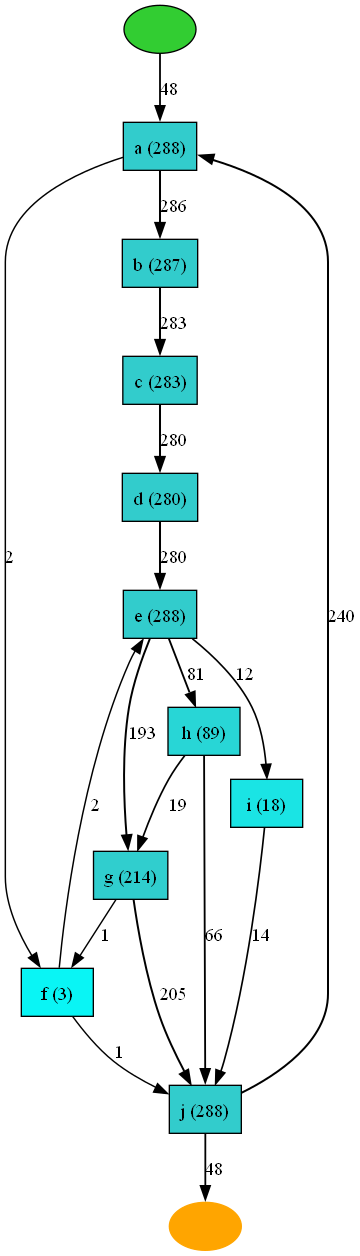 48
a (288)
286
b (287)
283
c (283)
280
d (280)
2
280
e (288)
240
81
12
193
h (89)
2
19
i (18)
g (214)
1
66
14
f (3)
205
1
j (288)
48